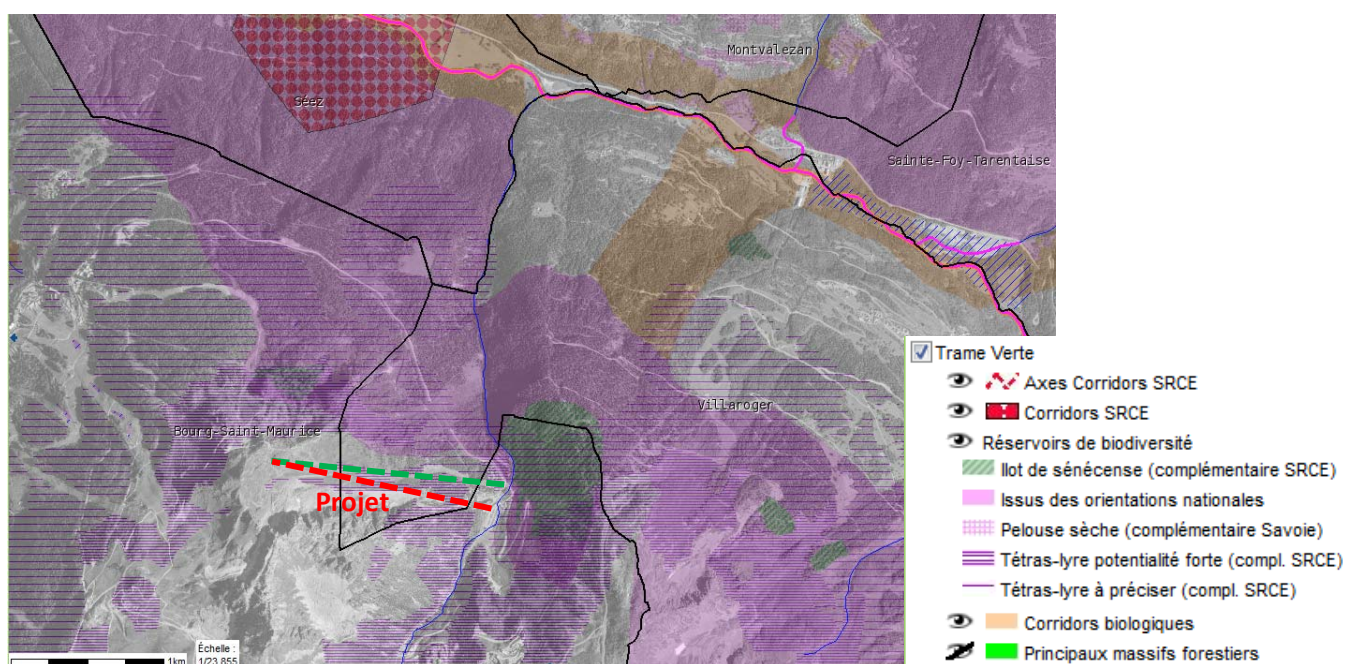 Montvalezan
Séez
Sainte-Foy-Tarentaise
Villaroger
Bourg-Saint-Maurice
Projet
Échelle :
1km 1/23 855
Trame Verte
Axes Corridors SRCE
Corridors SRCE
Réservoirs de biodiversité
Ilot de sénécense (complémentaire SRCE)
Issus des orientations nationales
Pelouse sèche (complémentaire Savoie)
Tétras-lyre potentialité forte (compl. SRCE)
Tétras-lyre à préciser (compl. SRCE)
Corridors biologiques
Principaux massifs forestiers